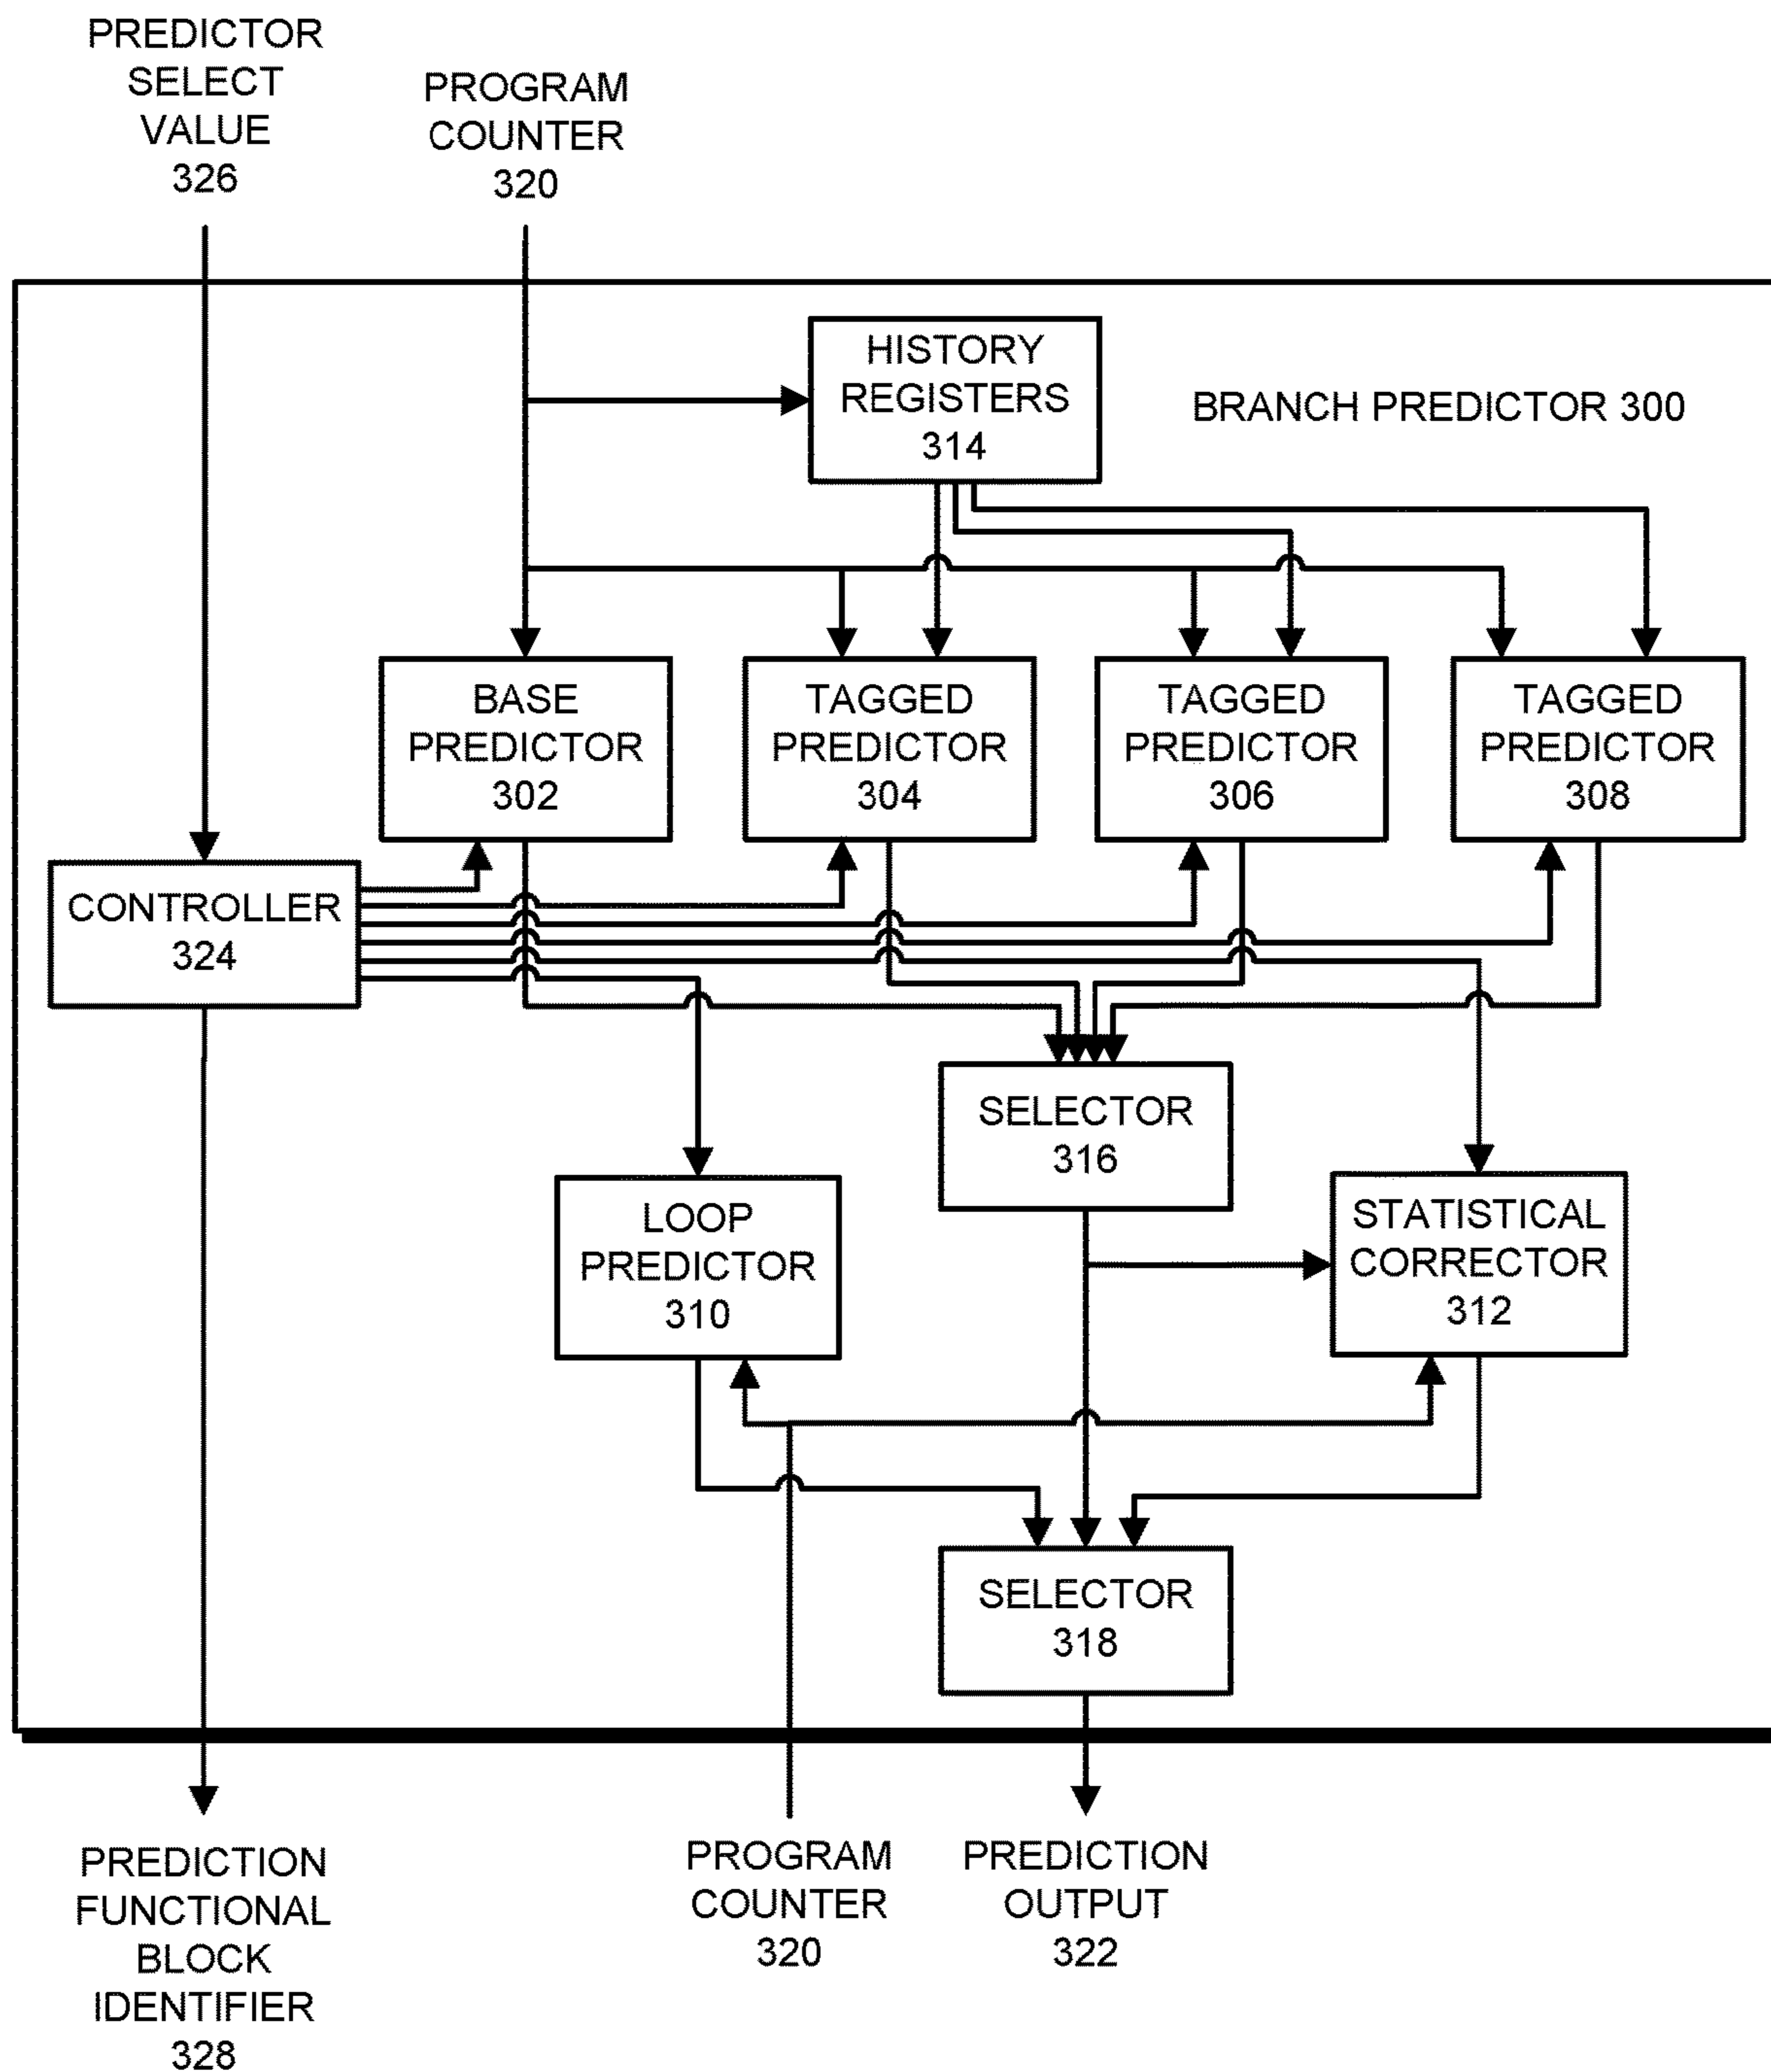 PREDICTOR
SELECT
VALUE
326
PROGRAM
COUNTER
320
HISTORY
REGISTERS
314
BRANCH PREDICTOR 300
BASE
PREDICTOR
302
TAGGED
PREDICTOR
304
TAGGED
PREDICTOR
306
TAGGED
PREDICTOR
308
CONTROLLER
324
SELECTOR
316
LOOP
PREDICTOR
310
STATISTICAL
CORRECTOR
312
SELECTOR
318
PREDICTION
FUNCTIONAL
BLOCK
IDENTIFIER
328
PROGRAM
COUNTER
320
PREDICTION
OUTPUT
322